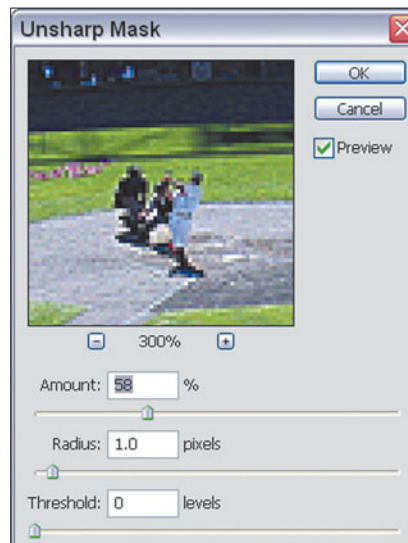 Unsharp Mask
OK
Cancel
Preview
300%
Amount: 58 %
Radius: 1.0 pixels
Threshold: 0 levels